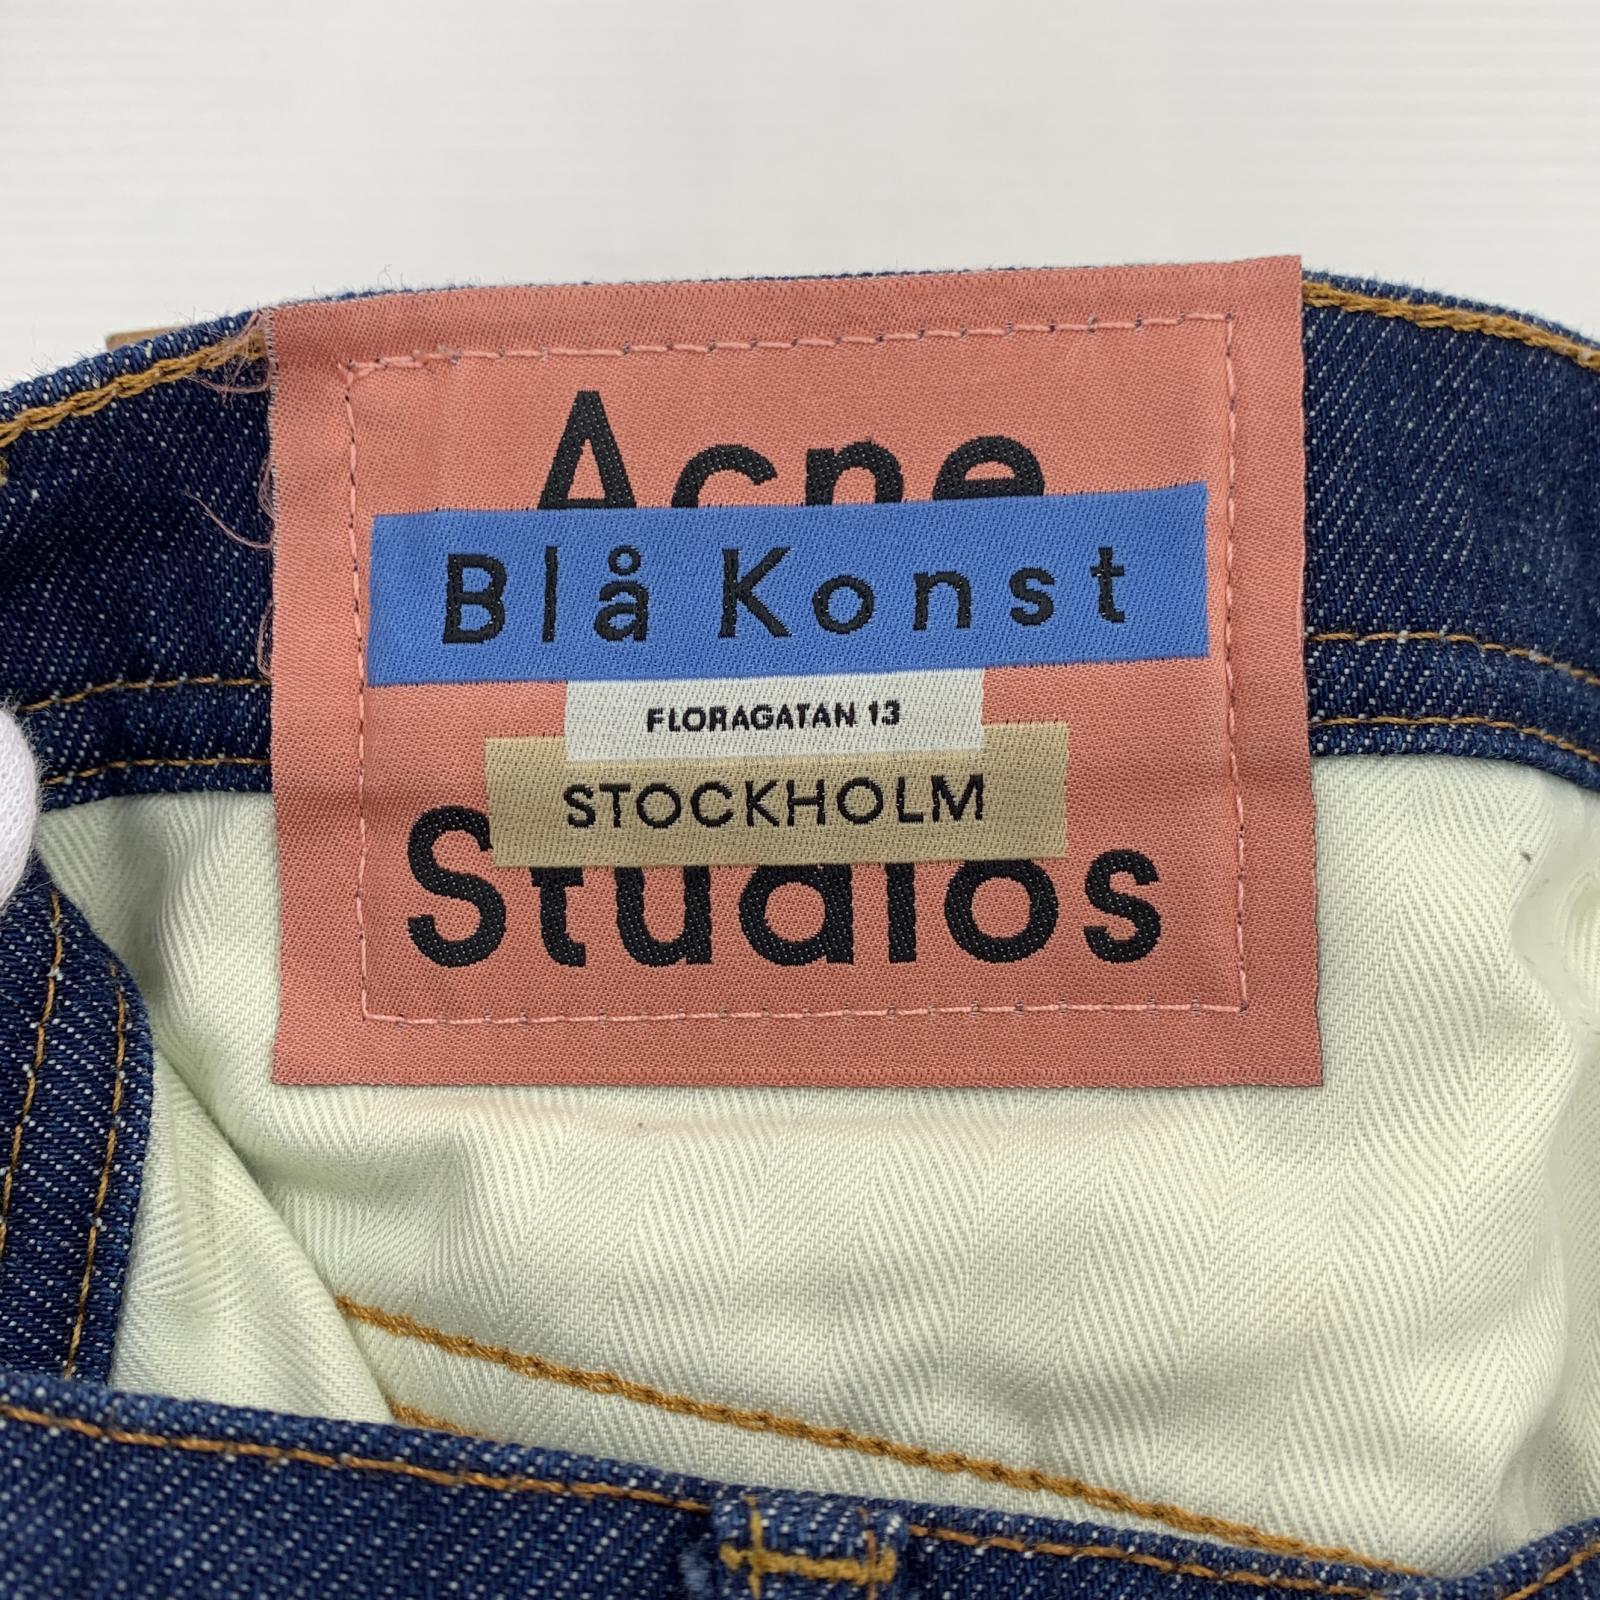 Acne
Blå Konst
FLORAGATAN 13
STOCKHOLM
Studios